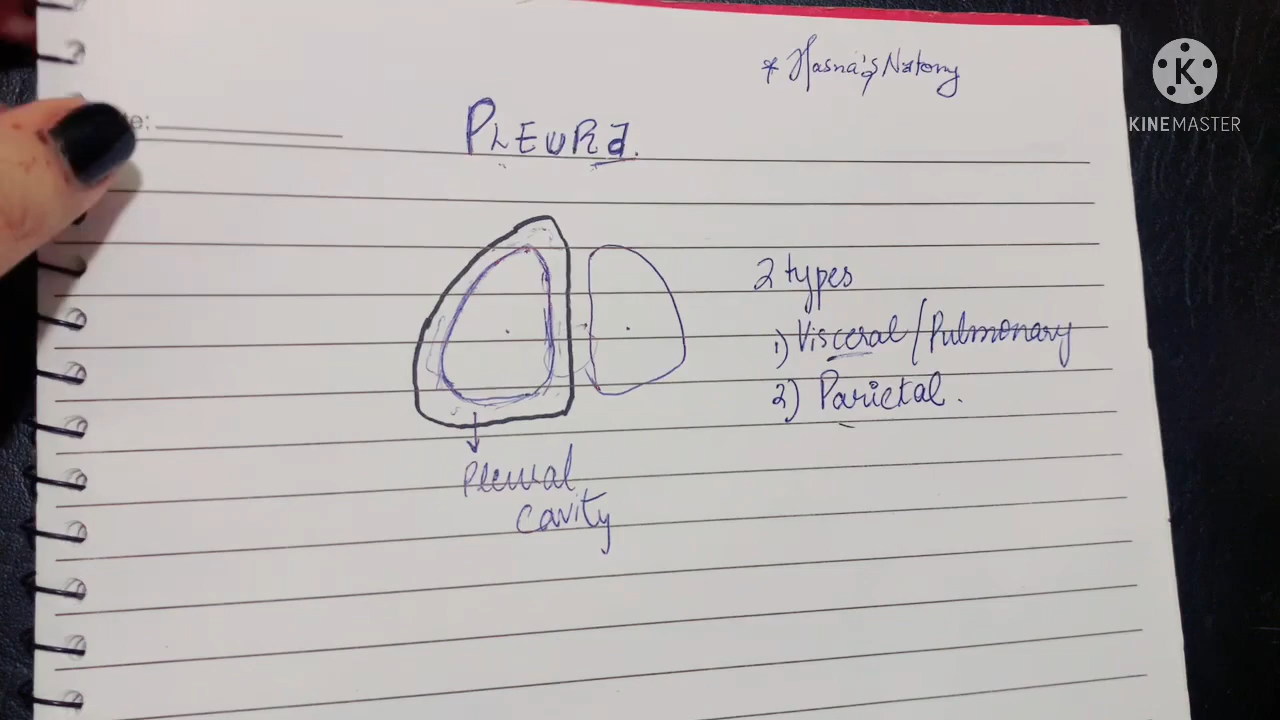 * Hasna's Natomy
K
KINEMASTER
e:
PLEURA.
2 types
1) Visceral/Pulmonary
2) Parietal.
Pleural
cavity